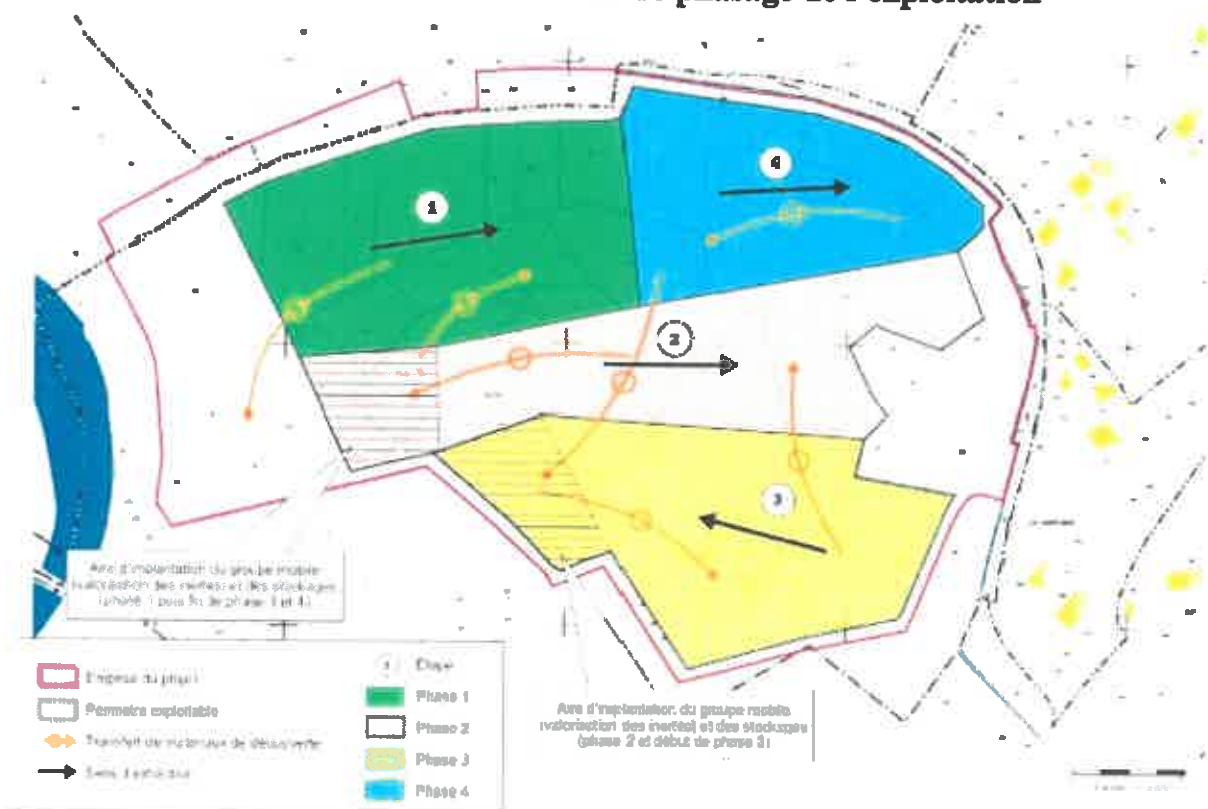 phasage et l'exploitation
1
4
2
3
Aire d'implantation du groupe mobile
(valorisation des inertes) et des stockages
(phase 1 puis fin de phase 3 et 4)
Emprise du projet
Périmètre exploitable
Transfert de matériaux de découverte
Sens d'extraction
Etape
Phase 1
Phase 2
Phase 3
Phase 4
Aire d'implantation du groupe mobile
(valorisation des inertes) et des stockages
(phase 2 et début de phase 3)